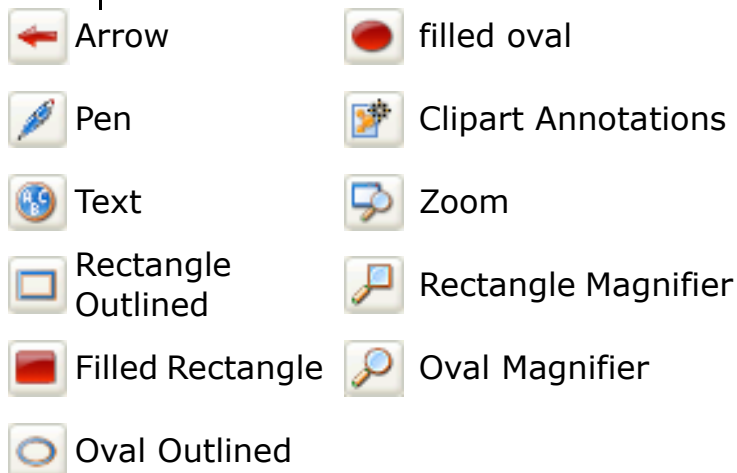 Arrow
Pen
Text
Rectangle
Outlined
Filled Rectangle
Oval Outlined
filled oval
Clipart Annotations
Zoom
Rectangle Magnifier
Oval Magnifier